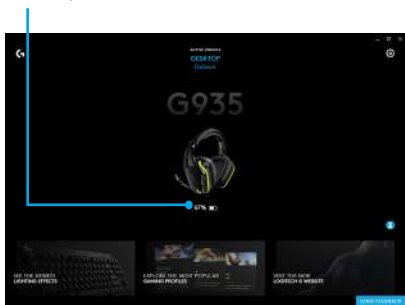 ACTIVE PROFILE
DESKTOP
Default
G935
67%
SEE THE NEWEST
LIGHTING EFFECTS
EXPLORE THE MOST POPULAR
GAMING PROFILES
VISIT THE NEW
LOGITECH G WEBSITE
SEND FEEDBACK